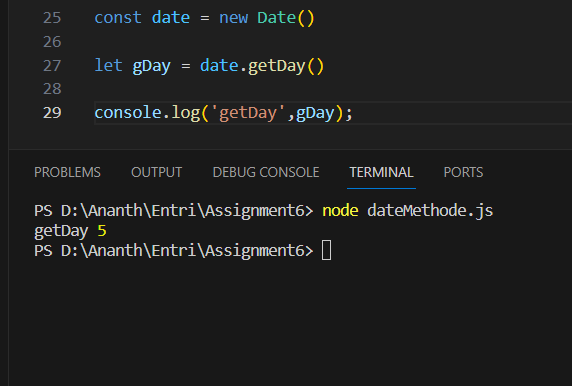 25 const date = new Date()
26
27 let gDay = date.getDay()
28
29 console.log('getDay',gDay);
PROBLEMS OUTPUT DEBUG CONSOLE TERMINAL PORTS
PS D:\Ananth\Entri\Assignment6> node dateMethode.js
getDay 5
PS D:\Ananth\Entri\Assignment6>